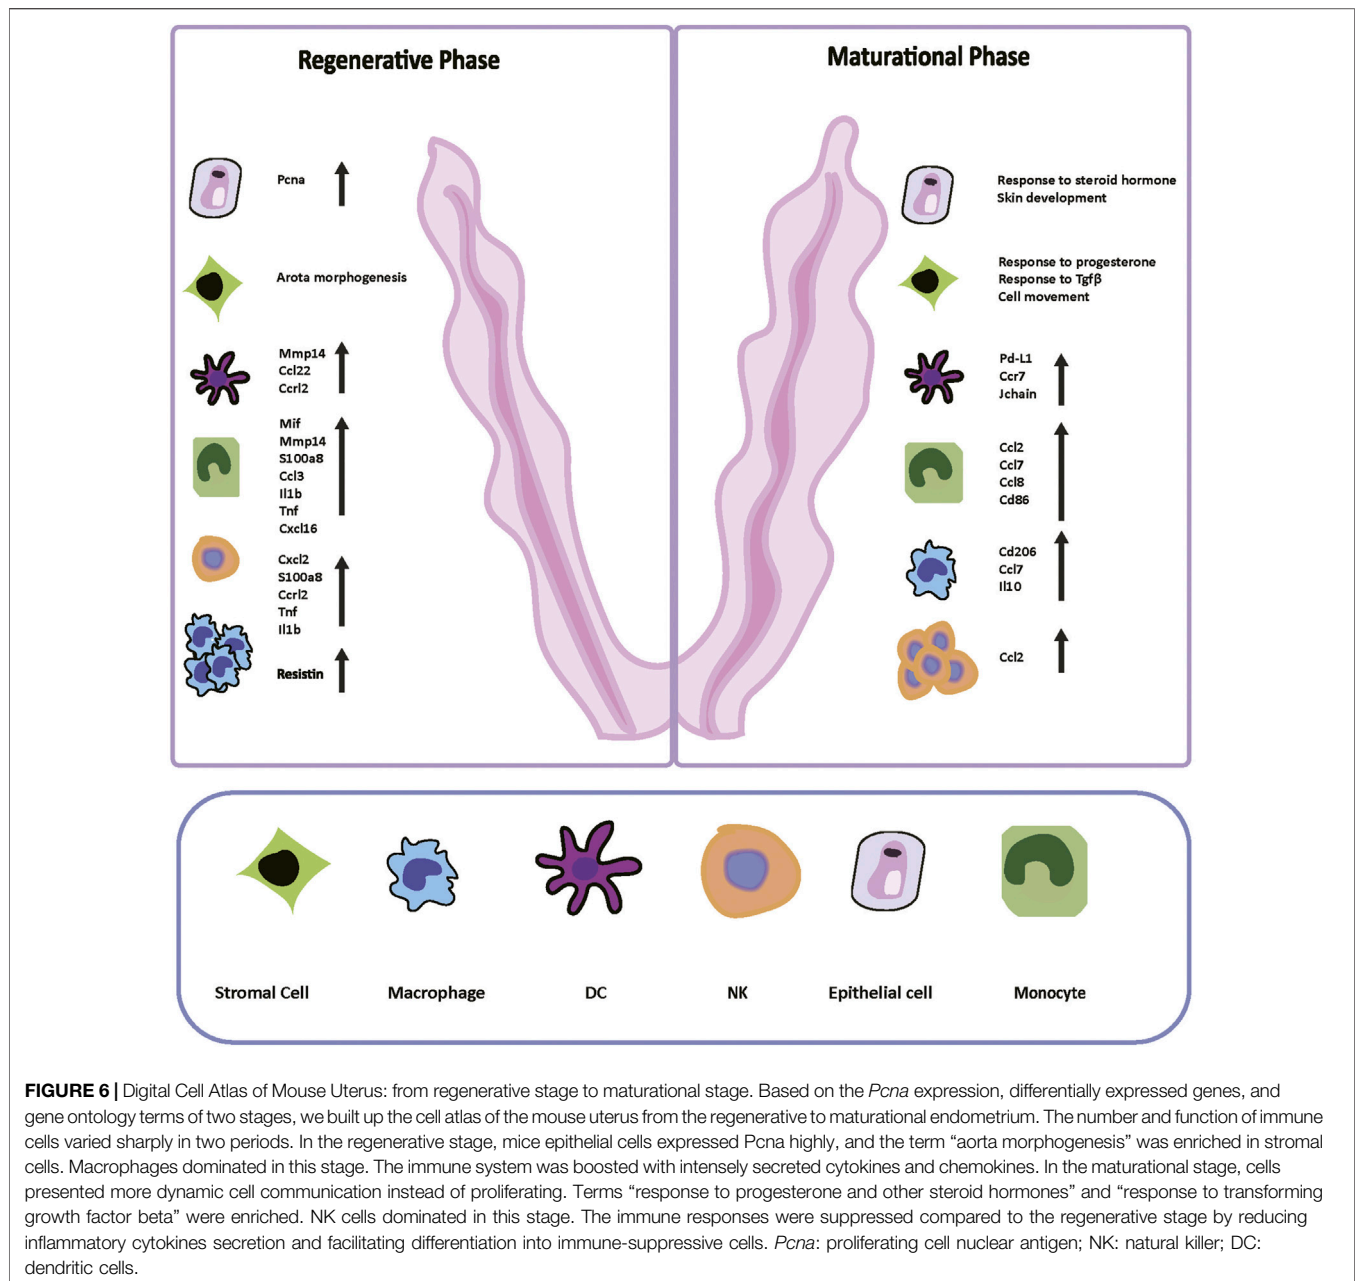 Regenerative Phase
Pcna
Arota morphogenesis
Mmp14
Ccl22
Ccrl2
Mif
Mmp14
S100a8
Ccl3
Il1b
Tnf
Cxcl16
Cxcl2
S100a8
Ccrl2
Tnf
Il1b
Resistin
Maturational Phase
Response to steroid hormone
Skin development
Response to progesterone
Response to Tgfβ
Cell movement
Pd-L1
Ccr7
Jchain
Ccl2
Ccl7
Ccl8
Cd86
Cd206
Ccl7
Il10
Ccl2
Stromal Cell
Macrophage
DC
NK
Epithelial cell
Monocyte
FIGURE 6 | Digital Cell Atlas of Mouse Uterus: from regenerative stage to maturational stage. Based on the Pcna expression, differentially expressed genes, and
gene ontology terms of two stages, we built up the cell atlas of the mouse uterus from the regenerative to maturational endometrium. The number and function of immune
cells varied sharply in two periods. In the regenerative stage, mice epithelial cells expressed Pcna highly, and the term “aorta morphogenesis” was enriched in stromal
cells. Macrophages dominated in this stage. The immune system was boosted with intensely secreted cytokines and chemokines. In the maturational stage, cells
presented more dynamic cell communication instead of proliferating. Terms “response to progesterone and other steroid hormones” and “response to transforming
growth factor beta” were enriched. NK cells dominated in this stage. The immune responses were suppressed compared to the regenerative stage by reducing
inflammatory cytokines secretion and facilitating differentiation into immune-suppressive cells. Pcna: proliferating cell nuclear antigen; NK: natural killer; DC:
dendritic cells.